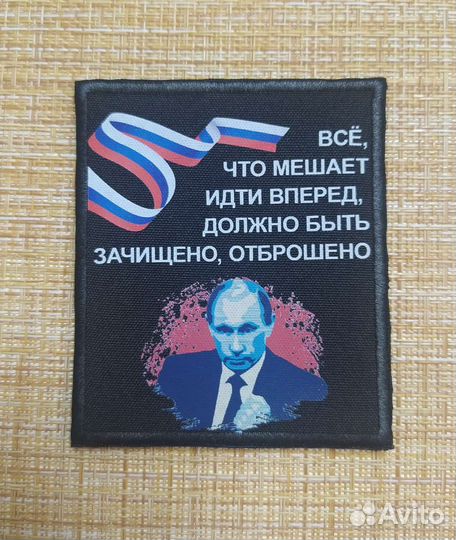 ВСЁ,
ЧТО МЕШАЕТ
ИДТИ ВПЕРЕД,
ДОЛЖНО БЫТЬ
ЗАЧИЩЕНО, ОТБРОШЕНО
Avito